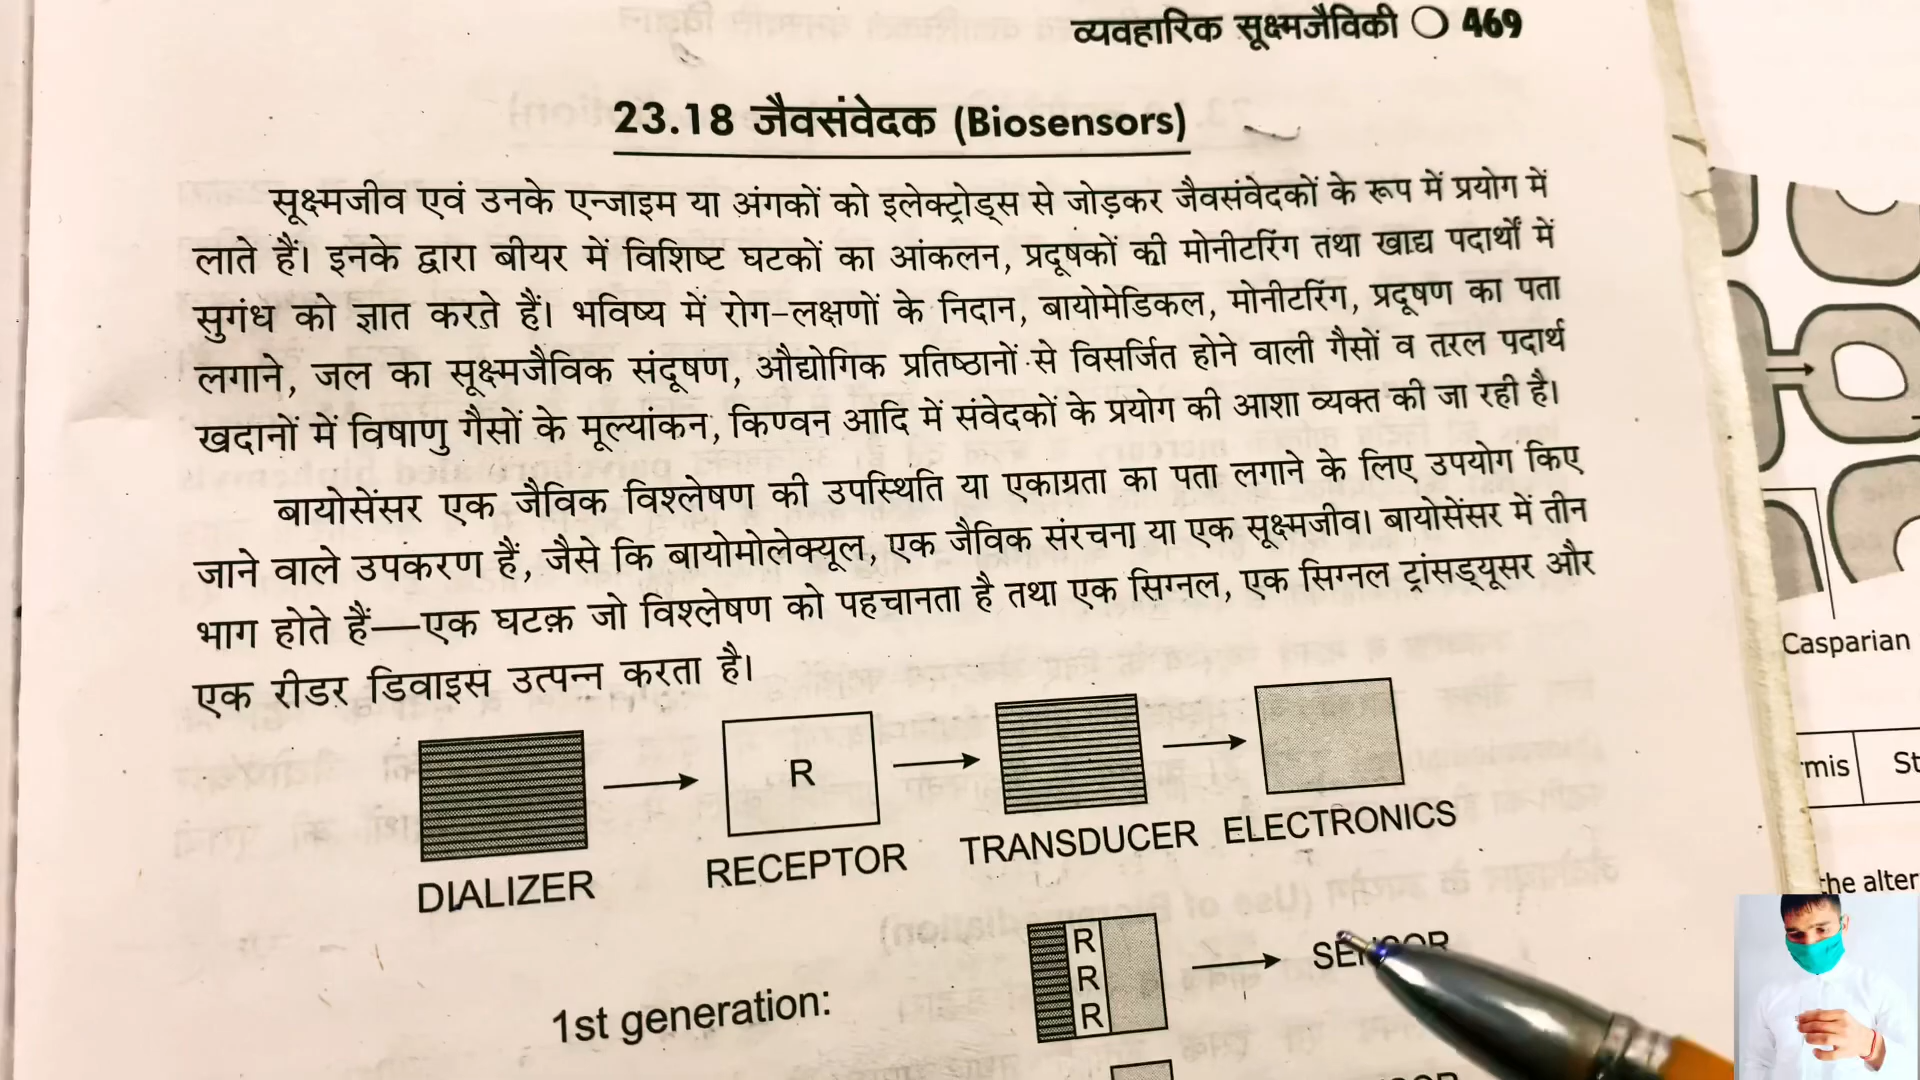 व्यवहारिक सूक्ष्मजैविकी ○ 469
23.18 जैवसंवेदक (Biosensors)
सूक्ष्मजीव एवं उनके एन्जाइम या अंगकों को इलेक्ट्रोड्स से जोड़कर जैवसंवेदकों के रूप में प्रयोग में
लाते हैं। इनके द्वारा बीयर में विशिष्ट घटकों का आंकलन, प्रदूषकों की मोनीटरिंग तथा खाद्य पदार्थों में
सुगंध को ज्ञात करते हैं। भविष्य में रोग-लक्षणों के निदान, बायोमेडिकल, मोनीटरिंग, प्रदूषण का पता
लगाने, जल का सूक्ष्मजैविक संदूषण, औद्योगिक प्रतिष्ठानों से विसर्जित होने वाली गैसों व तरल पदार्थ
खदानों में विषाणु गैसों के मूल्यांकन, किण्वन आदि में संवेदकों के प्रयोग की आशा व्यक्त की जा रही है।
बायोसेंसर एक जैविक विश्लेषण की उपस्थिति या एकाग्रता का पता लगाने के लिए उपयोग किए
जाने वाले उपकरण हैं, जैसे कि बायोमोलेक्यूल, एक जैविक संरचना या एक सूक्ष्मजीव। बायोसेंसर में तीन
भाग होते हैं—एक घटक जो विश्लेषण को पहचानता है तथा एक सिग्नल, एक सिग्नल ट्रांसड्यूसर और
एक रीडर डिवाइस उत्पन्न करता है।
R
DIALIZER RECEPTOR TRANSDUCER ELECTRONICS
R
R
R
SENSOR
1st generation:
Casparian
mis St
the alter